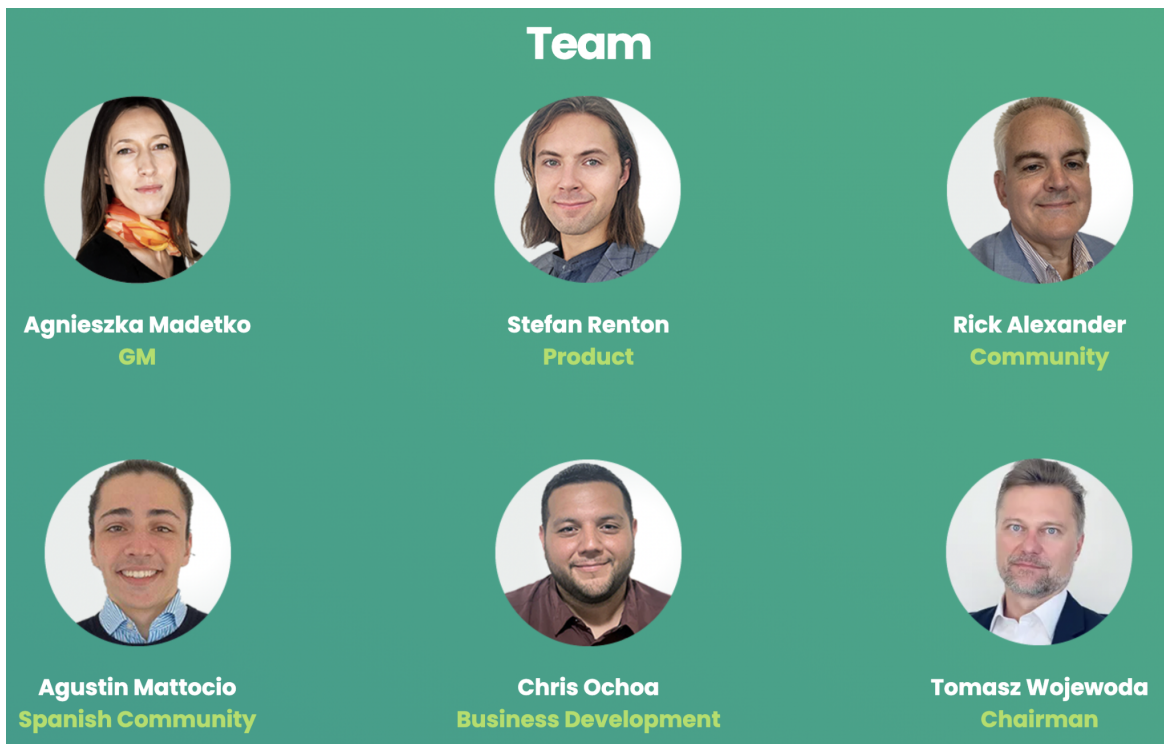 Team
Agnieszka Madetko
GM
Stefan Renton
Product
Rick Alexander
Community
Agustin Mattocio
Spanish Community
Chris Ochoa
Business Development
Tomasz Wojewoda
Chairman